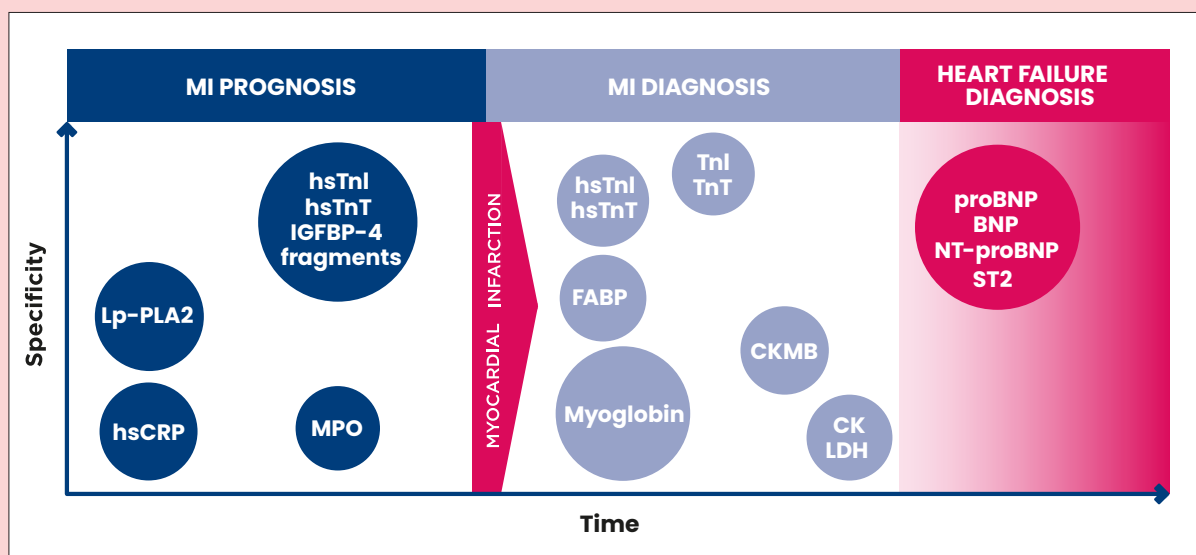 MI PROGNOSIS
MI DIAGNOSIS
HEART FAILURE
DIAGNOSIS
Specificity
hsTnI
hsTnT
IGFBP-4
fragments
Lp-PLA2
hsCRP
MPO
MYOCARDIAL INFARCTION
hsTnI
hsTnT
TnI
TnT
FABP
Myoglobin
CKMB
CK
LDH
proBNP
BNP
NT-proBNP
ST2
Time